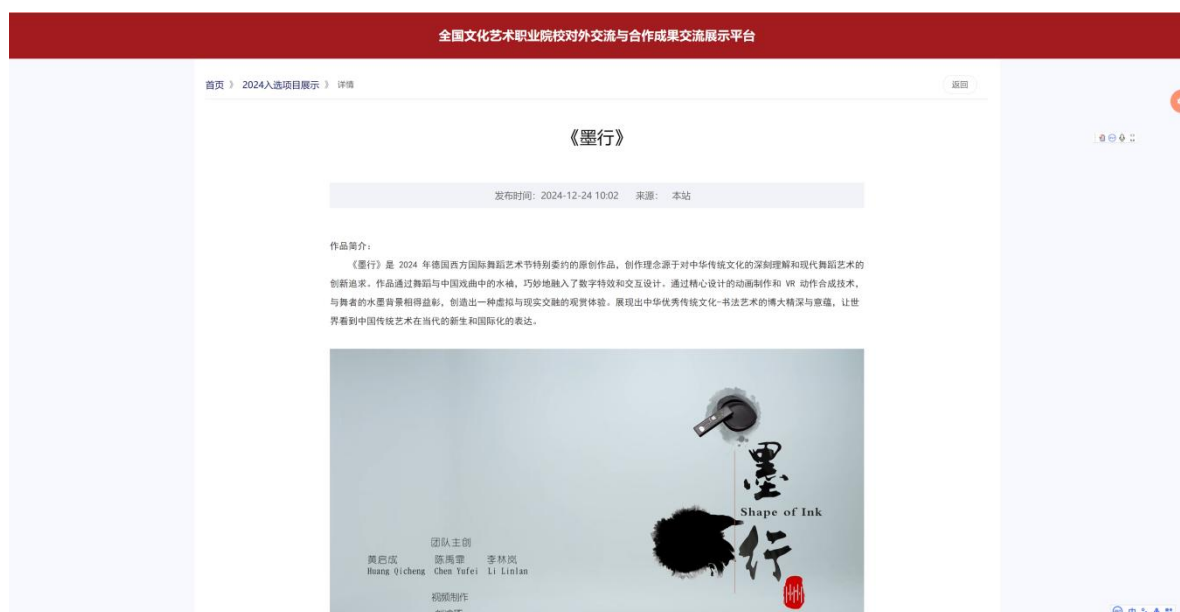 全国文化艺术职业院校对外交流与合作成果交流展示平台
首页 》 2024入选项目展示 》 详情
返回
《墨行》
发布时间：2024-12-24 10:02 来源： 本站
作品简介：
《墨行》是 2024 年德国西方国际舞蹈艺术节特别委约的原创作品，创作理念源于对中华传统文化的深刻理解和现代舞蹈艺术的
创新追求。作品通过舞蹈与中国戏曲中的水袖，巧妙地融入了数字特效和交互设计。通过精心设计的动画制作和 VR 动作合成技术，
与舞者的水墨背景相得益彰，创造出一种虚拟与现实交融的观赏体验。展现出中华优秀传统文化-书法艺术的博大精深与意蕴，让世
界看到中国传统艺术在当代的新生和国际化的表达。
墨
Shape of Ink
行
团队主创
黄启成 陈禹霏 李林岚
Huang Qicheng Chen Yufei Li Linlan
视频制作